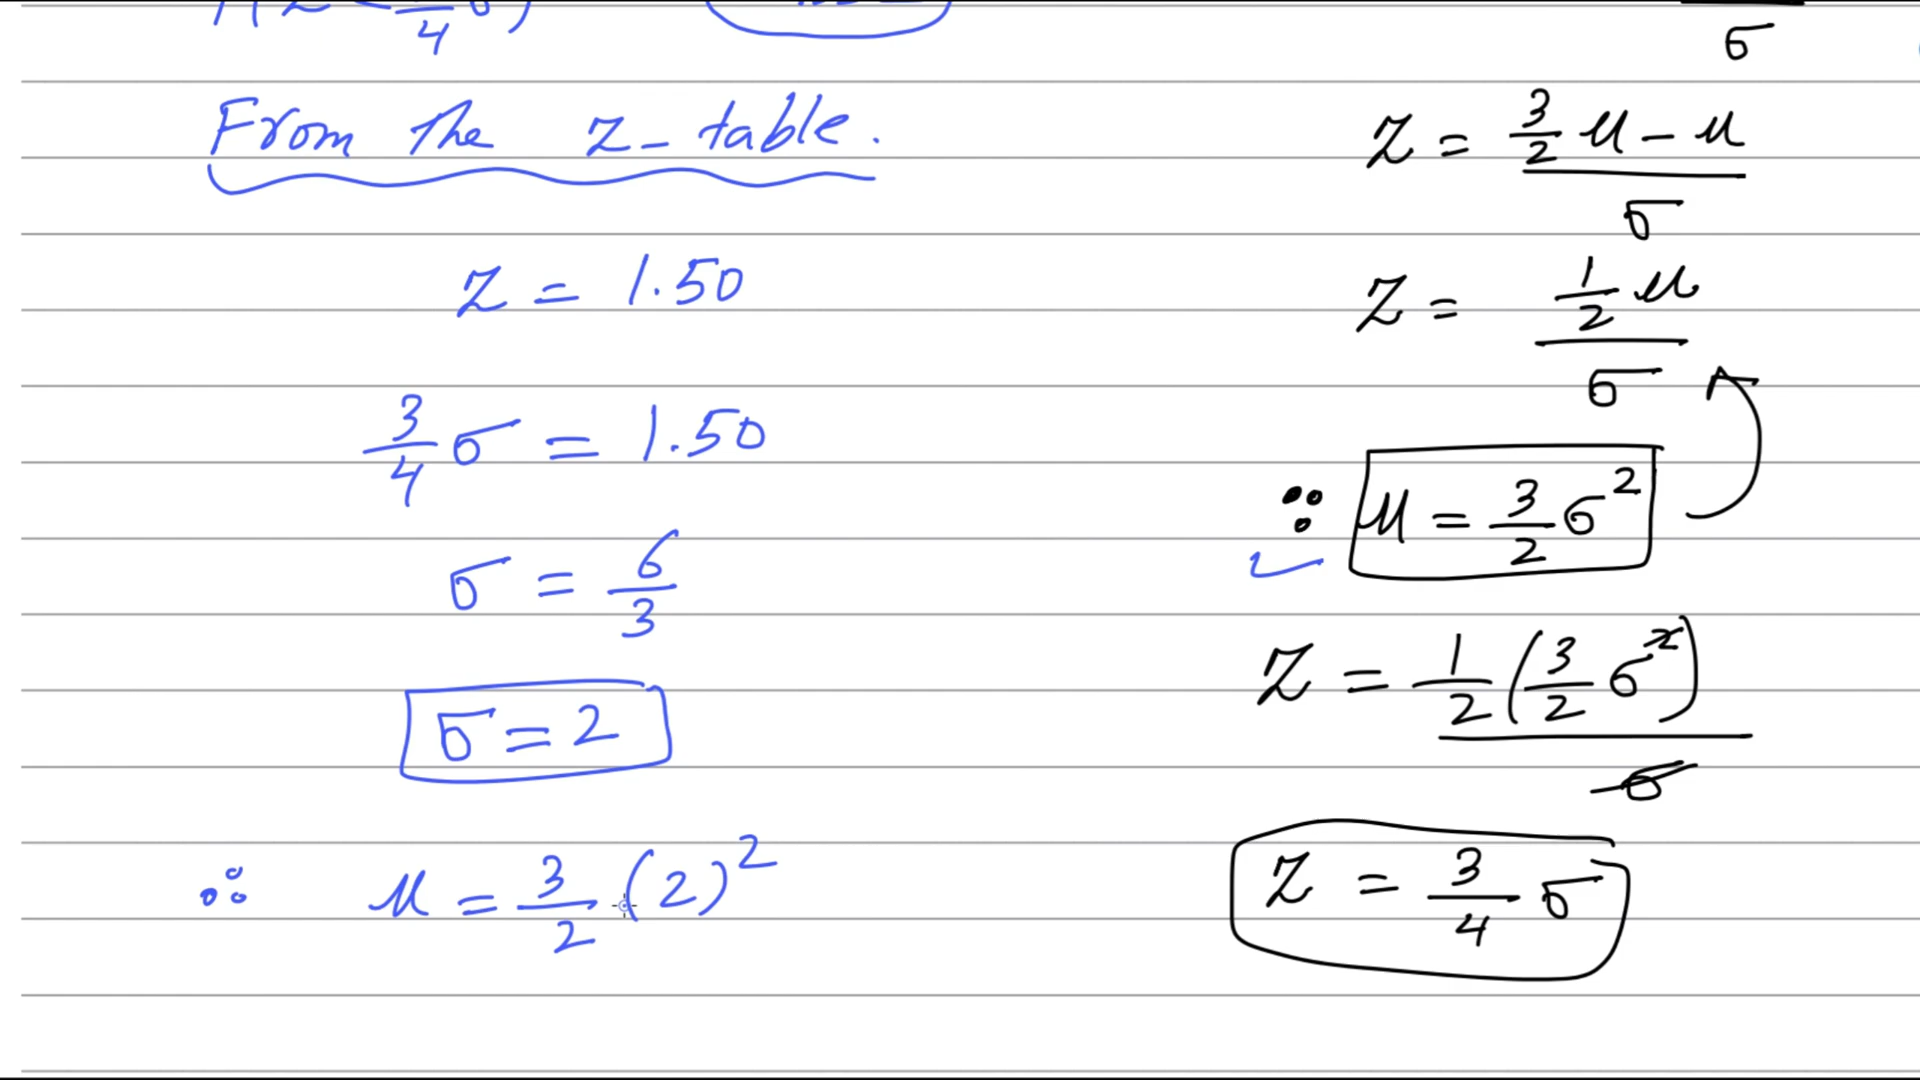 4
From the z-table.
z = 1.50
3/4 σ = 1.50
σ = 6/3
σ = 2
∴ μ = 3/2 (2)²
σ
z = (3/2 μ - μ)/σ
z = (1/2 μ)/σ
∵ μ = 3/2 σ²
z = 1/2 (3/2 σ²)/σ
z = 3/4 σ